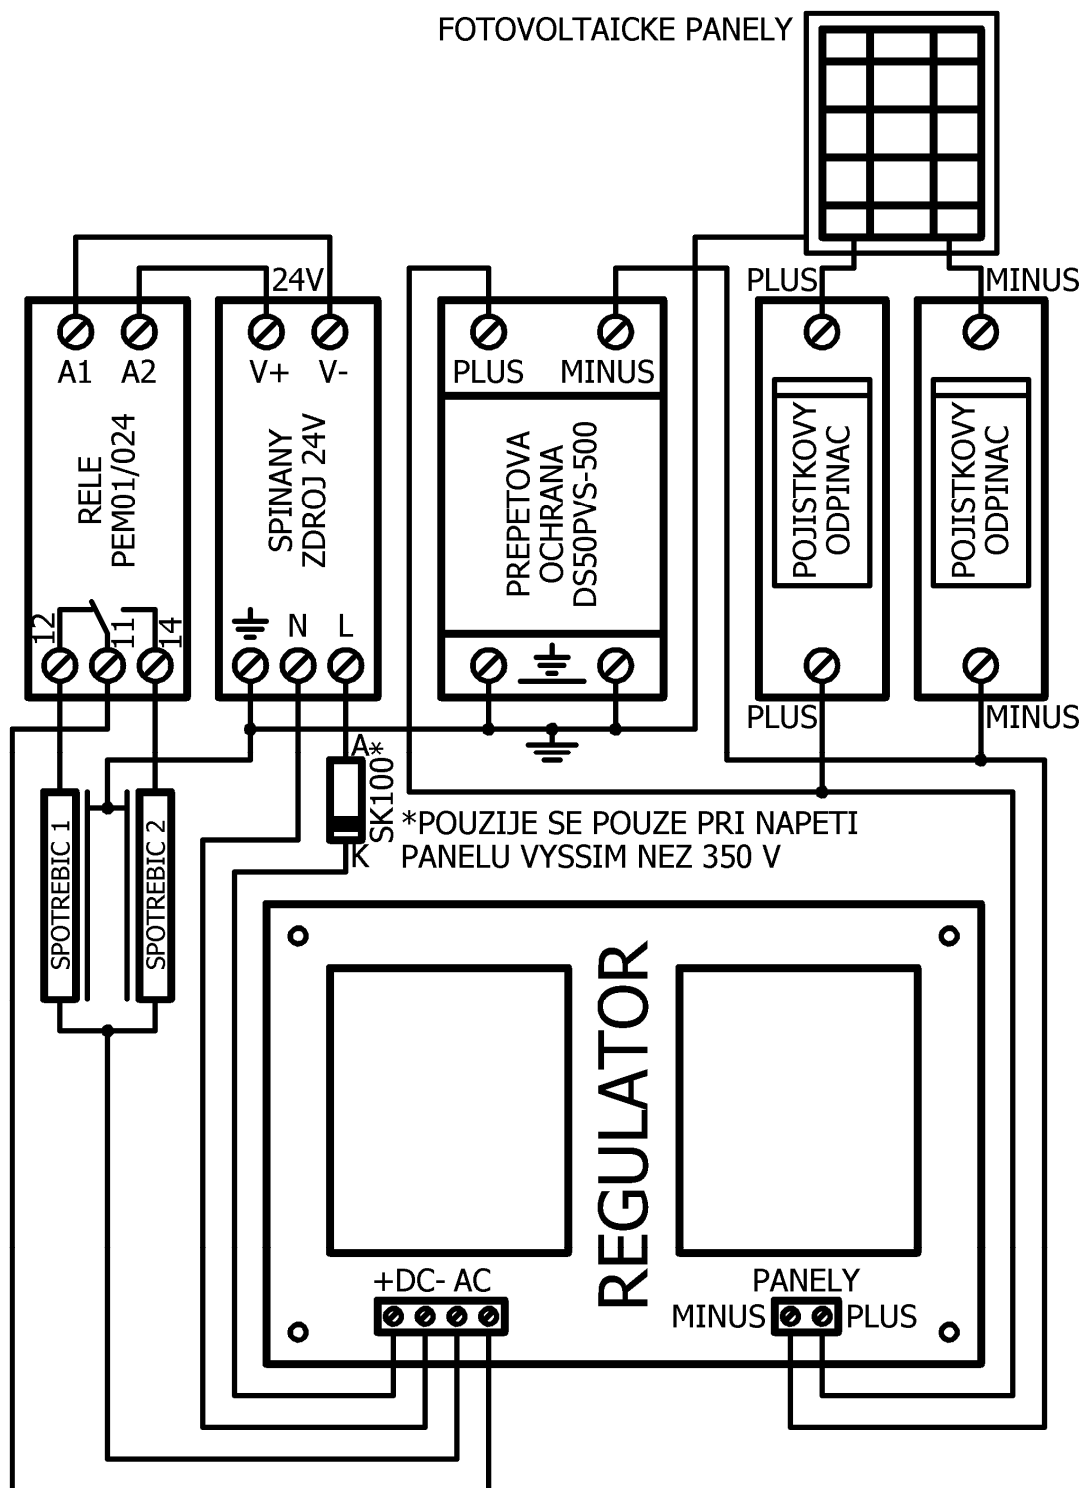 FOTOVOLTAICKE PANELY
PLUS
MINUS
24V
A1 A2
V+ V-
PLUS MINUS
RELE
PEM01/024
SPINANY
ZDROJ 24V
PREPETOVA
OCHRANA
DS50PVS-500
POJISTKOVY
ODPINAC
POJISTKOVY
ODPINAC
12
11
14
N L
PLUS
MINUS
A
SK100*
K
*POUZIJE SE POUZE PRI NAPETI
PANELU VYSSIM NEZ 350 V
SPOTREBIC 1
SPOTREBIC 2
REGULATOR
+DC- AC
PANELY
MINUS
PLUS